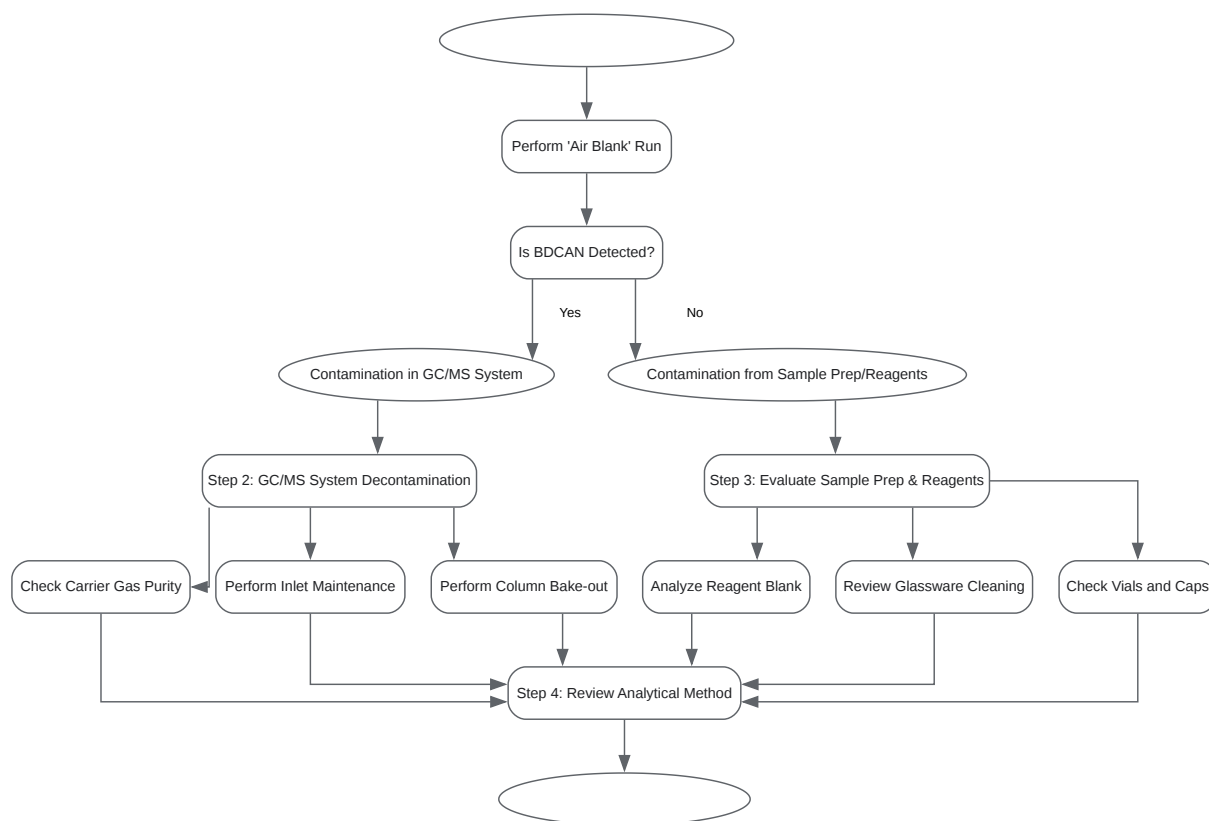 Perform 'Air Blank' Run
Is BDCAN Detected?
Yes
No
Contamination in GC/MS System
Contamination from Sample Prep/Reagents
Step 2: GC/MS System Decontamination
Step 3: Evaluate Sample Prep & Reagents
Check Carrier Gas Purity
Perform Inlet Maintenance
Perform Column Bake-out
Analyze Reagent Blank
Review Glassware Cleaning
Check Vials and Caps
Step 4: Review Analytical Method